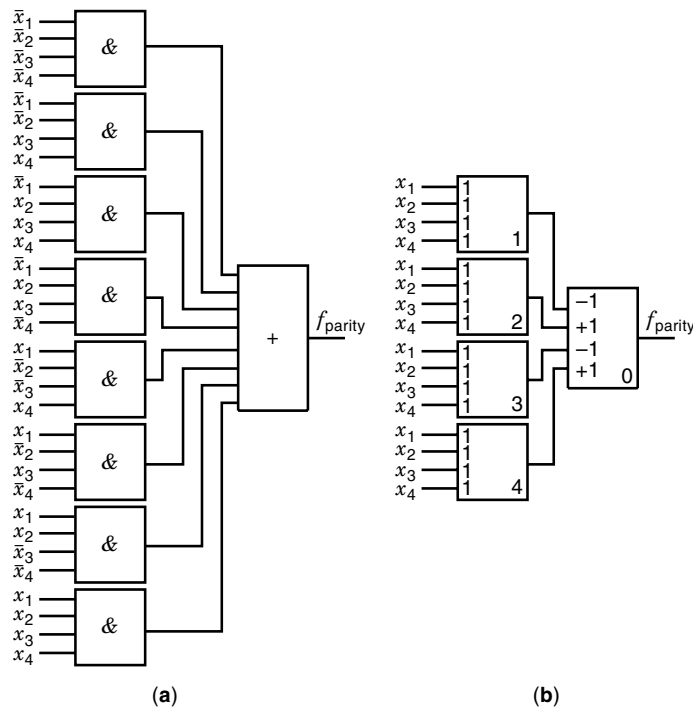 x̄₁
x̄₂
x̄₃
x̄₄
&
x̄₁
x̄₂
x₃
x₄
&
x̄₁
x₂
x₃
x₄
&
x̄₁
x₂
x₃
x̄₄
&
x₁
x̄₂
x̄₃
x₄
&
x₁
x̄₂
x₃
x̄₄
&
x₁
x₂
x̄₃
x̄₄
&
x₁
x₂
x₃
x₄
&
+
f_parity
(a)
x₁ 1
x₂ 1
x₃ 1
x₄ 1
1
x₁ 1
x₂ 1
x₃ 1
x₄ 1
2
x₁ 1
x₂ 1
x₃ 1
x₄ 1
3
x₁ 1
x₂ 1
x₃ 1
x₄ 1
4
−1
+1
−1
+1
0
f_parity
(b)